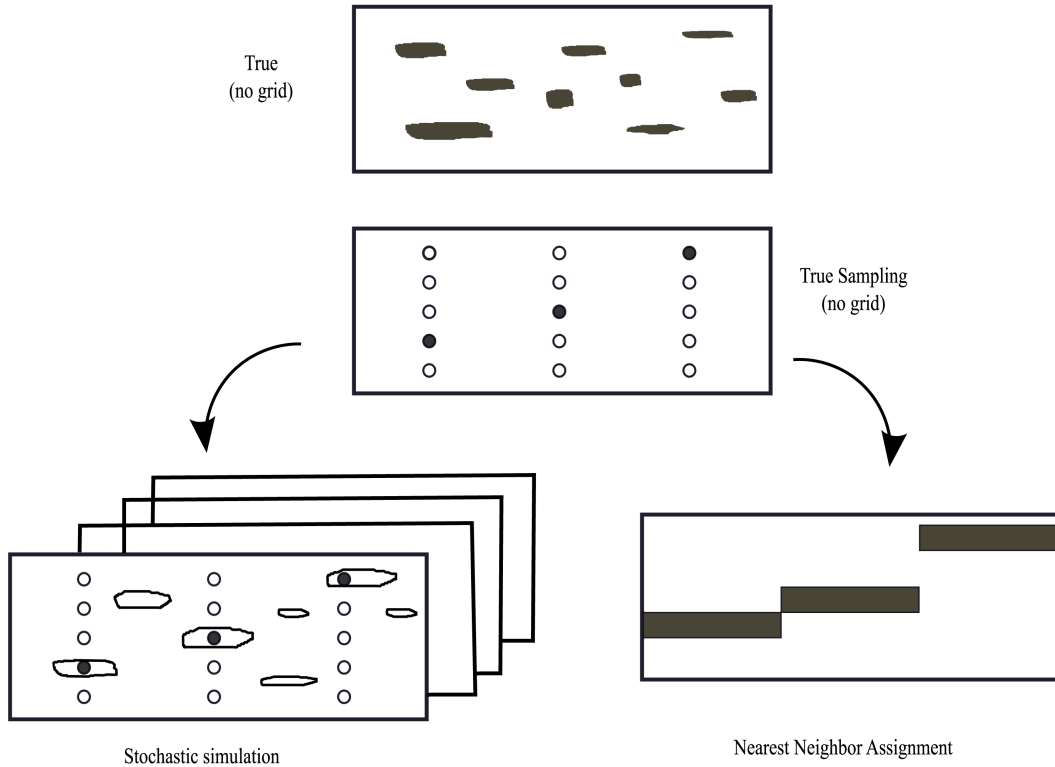 True
(no grid)
True Sampling
(no grid)
Stochastic simulation
Nearest Neighbor Assignment